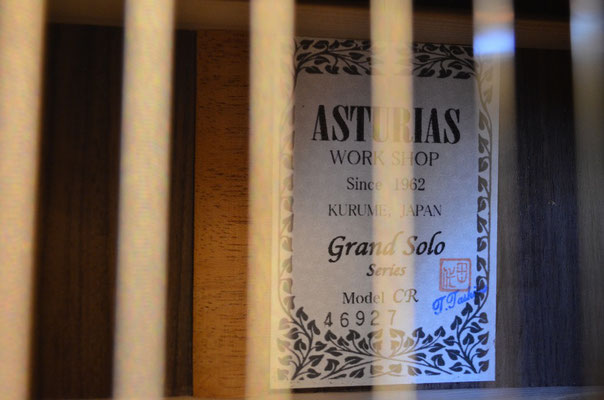 ASTURIAS
WORK SHOP
Since 1962
KURUME, JAPAN
Grand Solo
Series
Model CR
46927